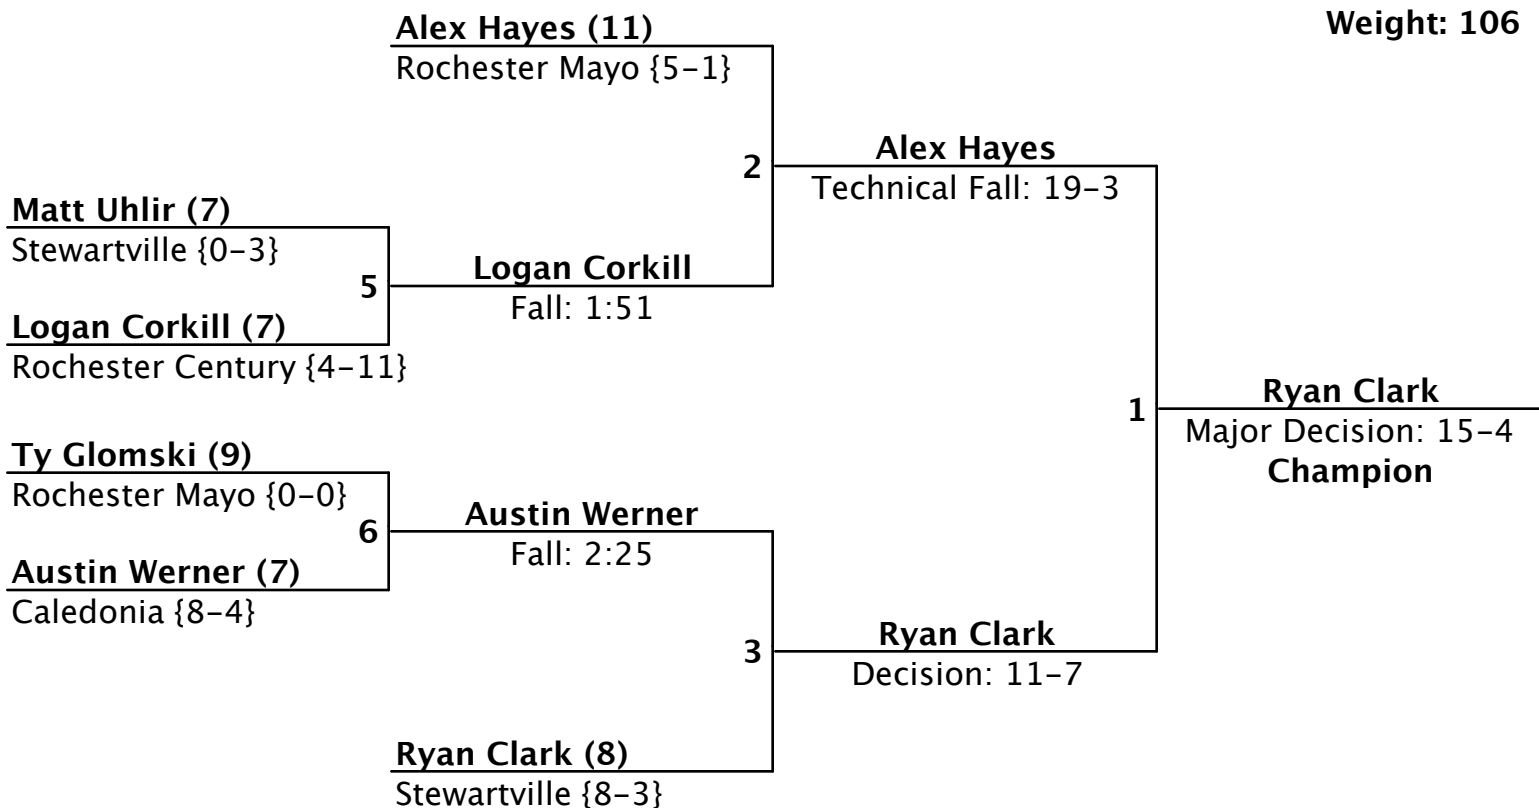 Weight: 106
Alex Hayes (11)
Rochester Mayo {5-1}
2
Alex Hayes
Technical Fall: 19-3
Matt Uhlir (7)
Stewartville {0-3}
5
Logan Corkill
Fall: 1:51
Logan Corkill (7)
Rochester Century {4-11}
1
Ryan Clark
Major Decision: 15-4
Champion
Ty Glomski (9)
Rochester Mayo {0-0}
6
Austin Werner
Fall: 2:25
Austin Werner (7)
Caledonia {8-4}
3
Ryan Clark
Decision: 11-7
Ryan Clark (8)
Stewartville {8-3}